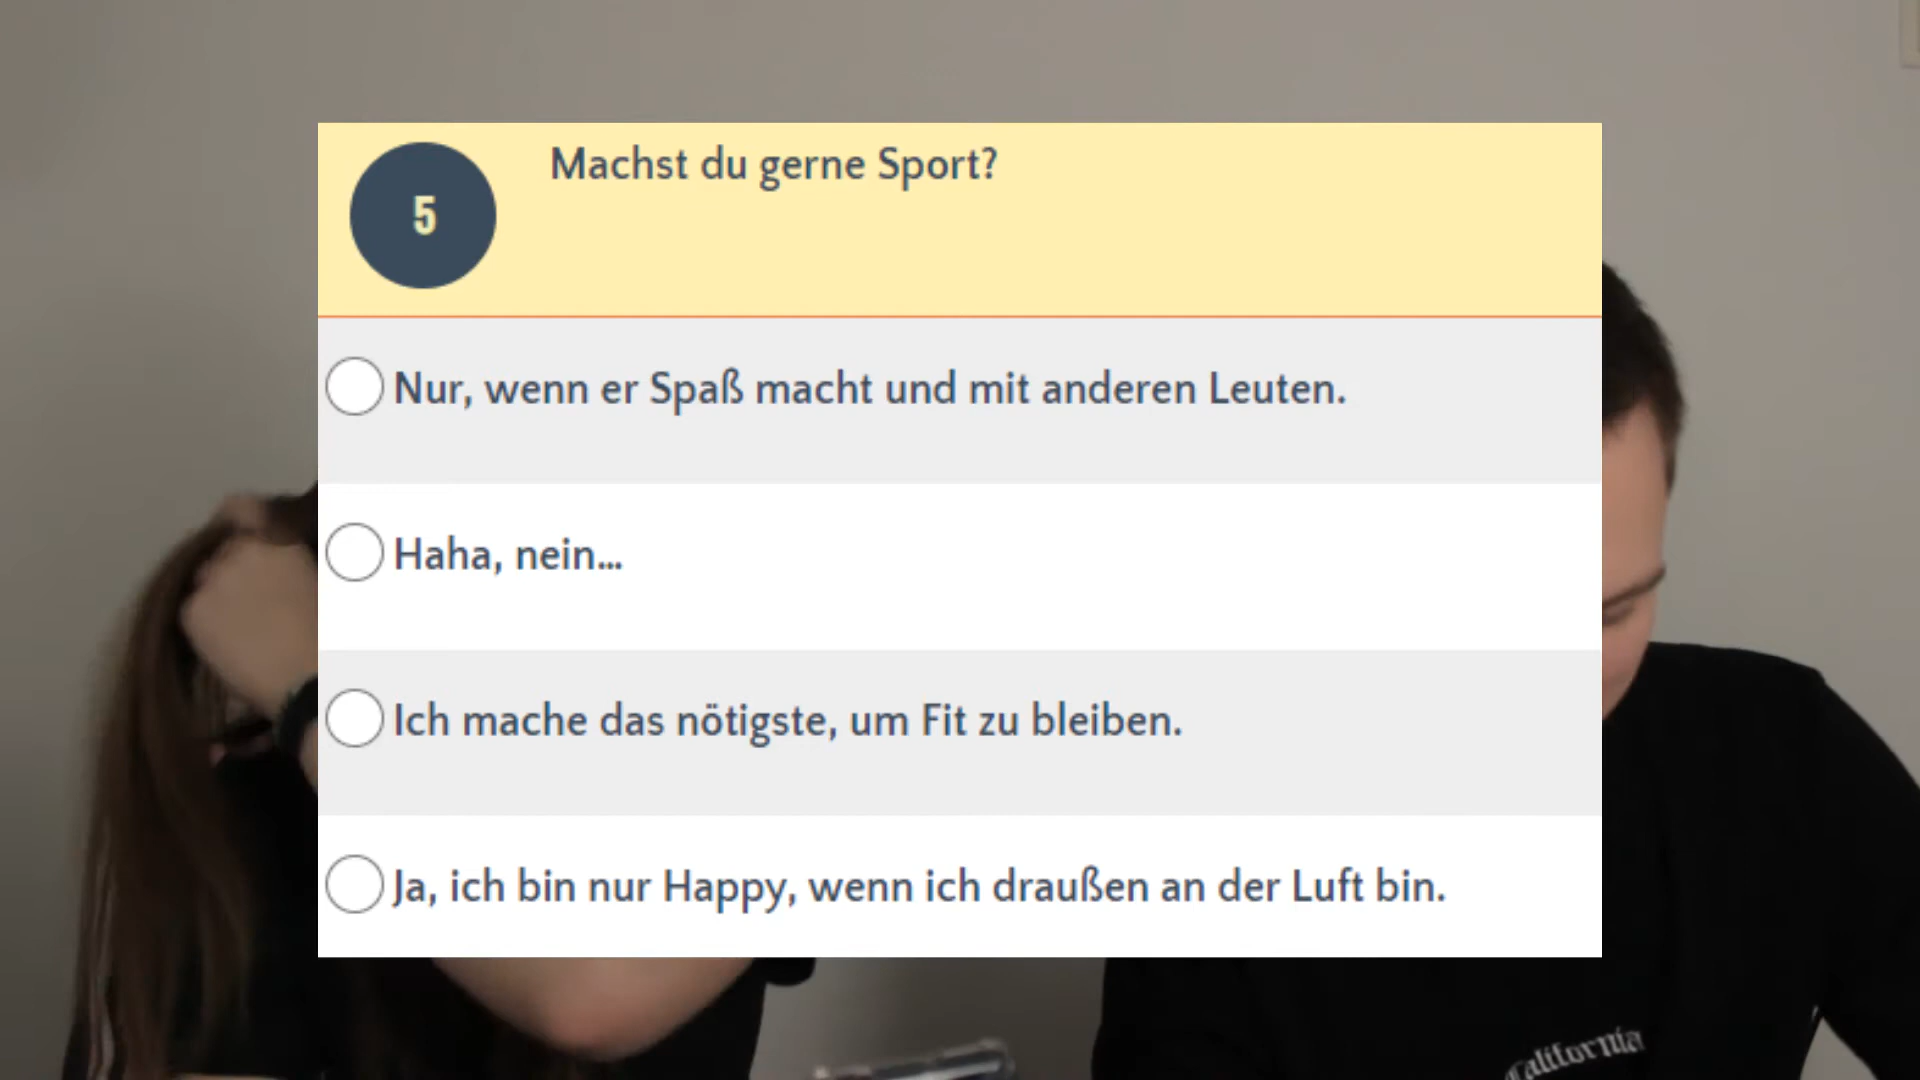 5
Machst du gerne Sport?
Nur, wenn er Spaß macht und mit anderen Leuten.
Haha, nein...
Ich mache das nötigste, um Fit zu bleiben.
Ja, ich bin nur Happy, wenn ich draußen an der Luft bin.
California